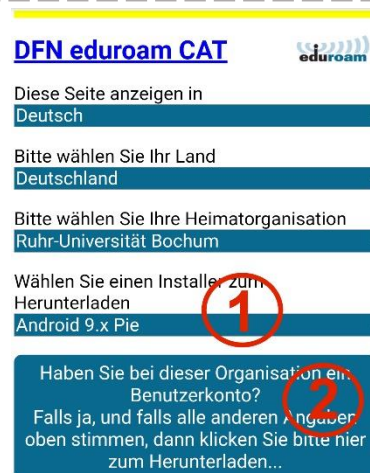 DFN eduroam CAT
eduroam
Diese Seite anzeigen in
Deutsch
Bitte wählen Sie Ihr Land
Deutschland
Bitte wählen Sie Ihre Heimatorganisation
Ruhr-Universität Bochum
Wählen Sie einen Installer zum
Herunterladen
1
Android 9.x Pie
Haben Sie bei dieser Organisation ein
Benutzerkonto?
2
Falls ja, und falls alle anderen Angaben
oben stimmen, dann klicken Sie bitte hier
zum Herunterladen...